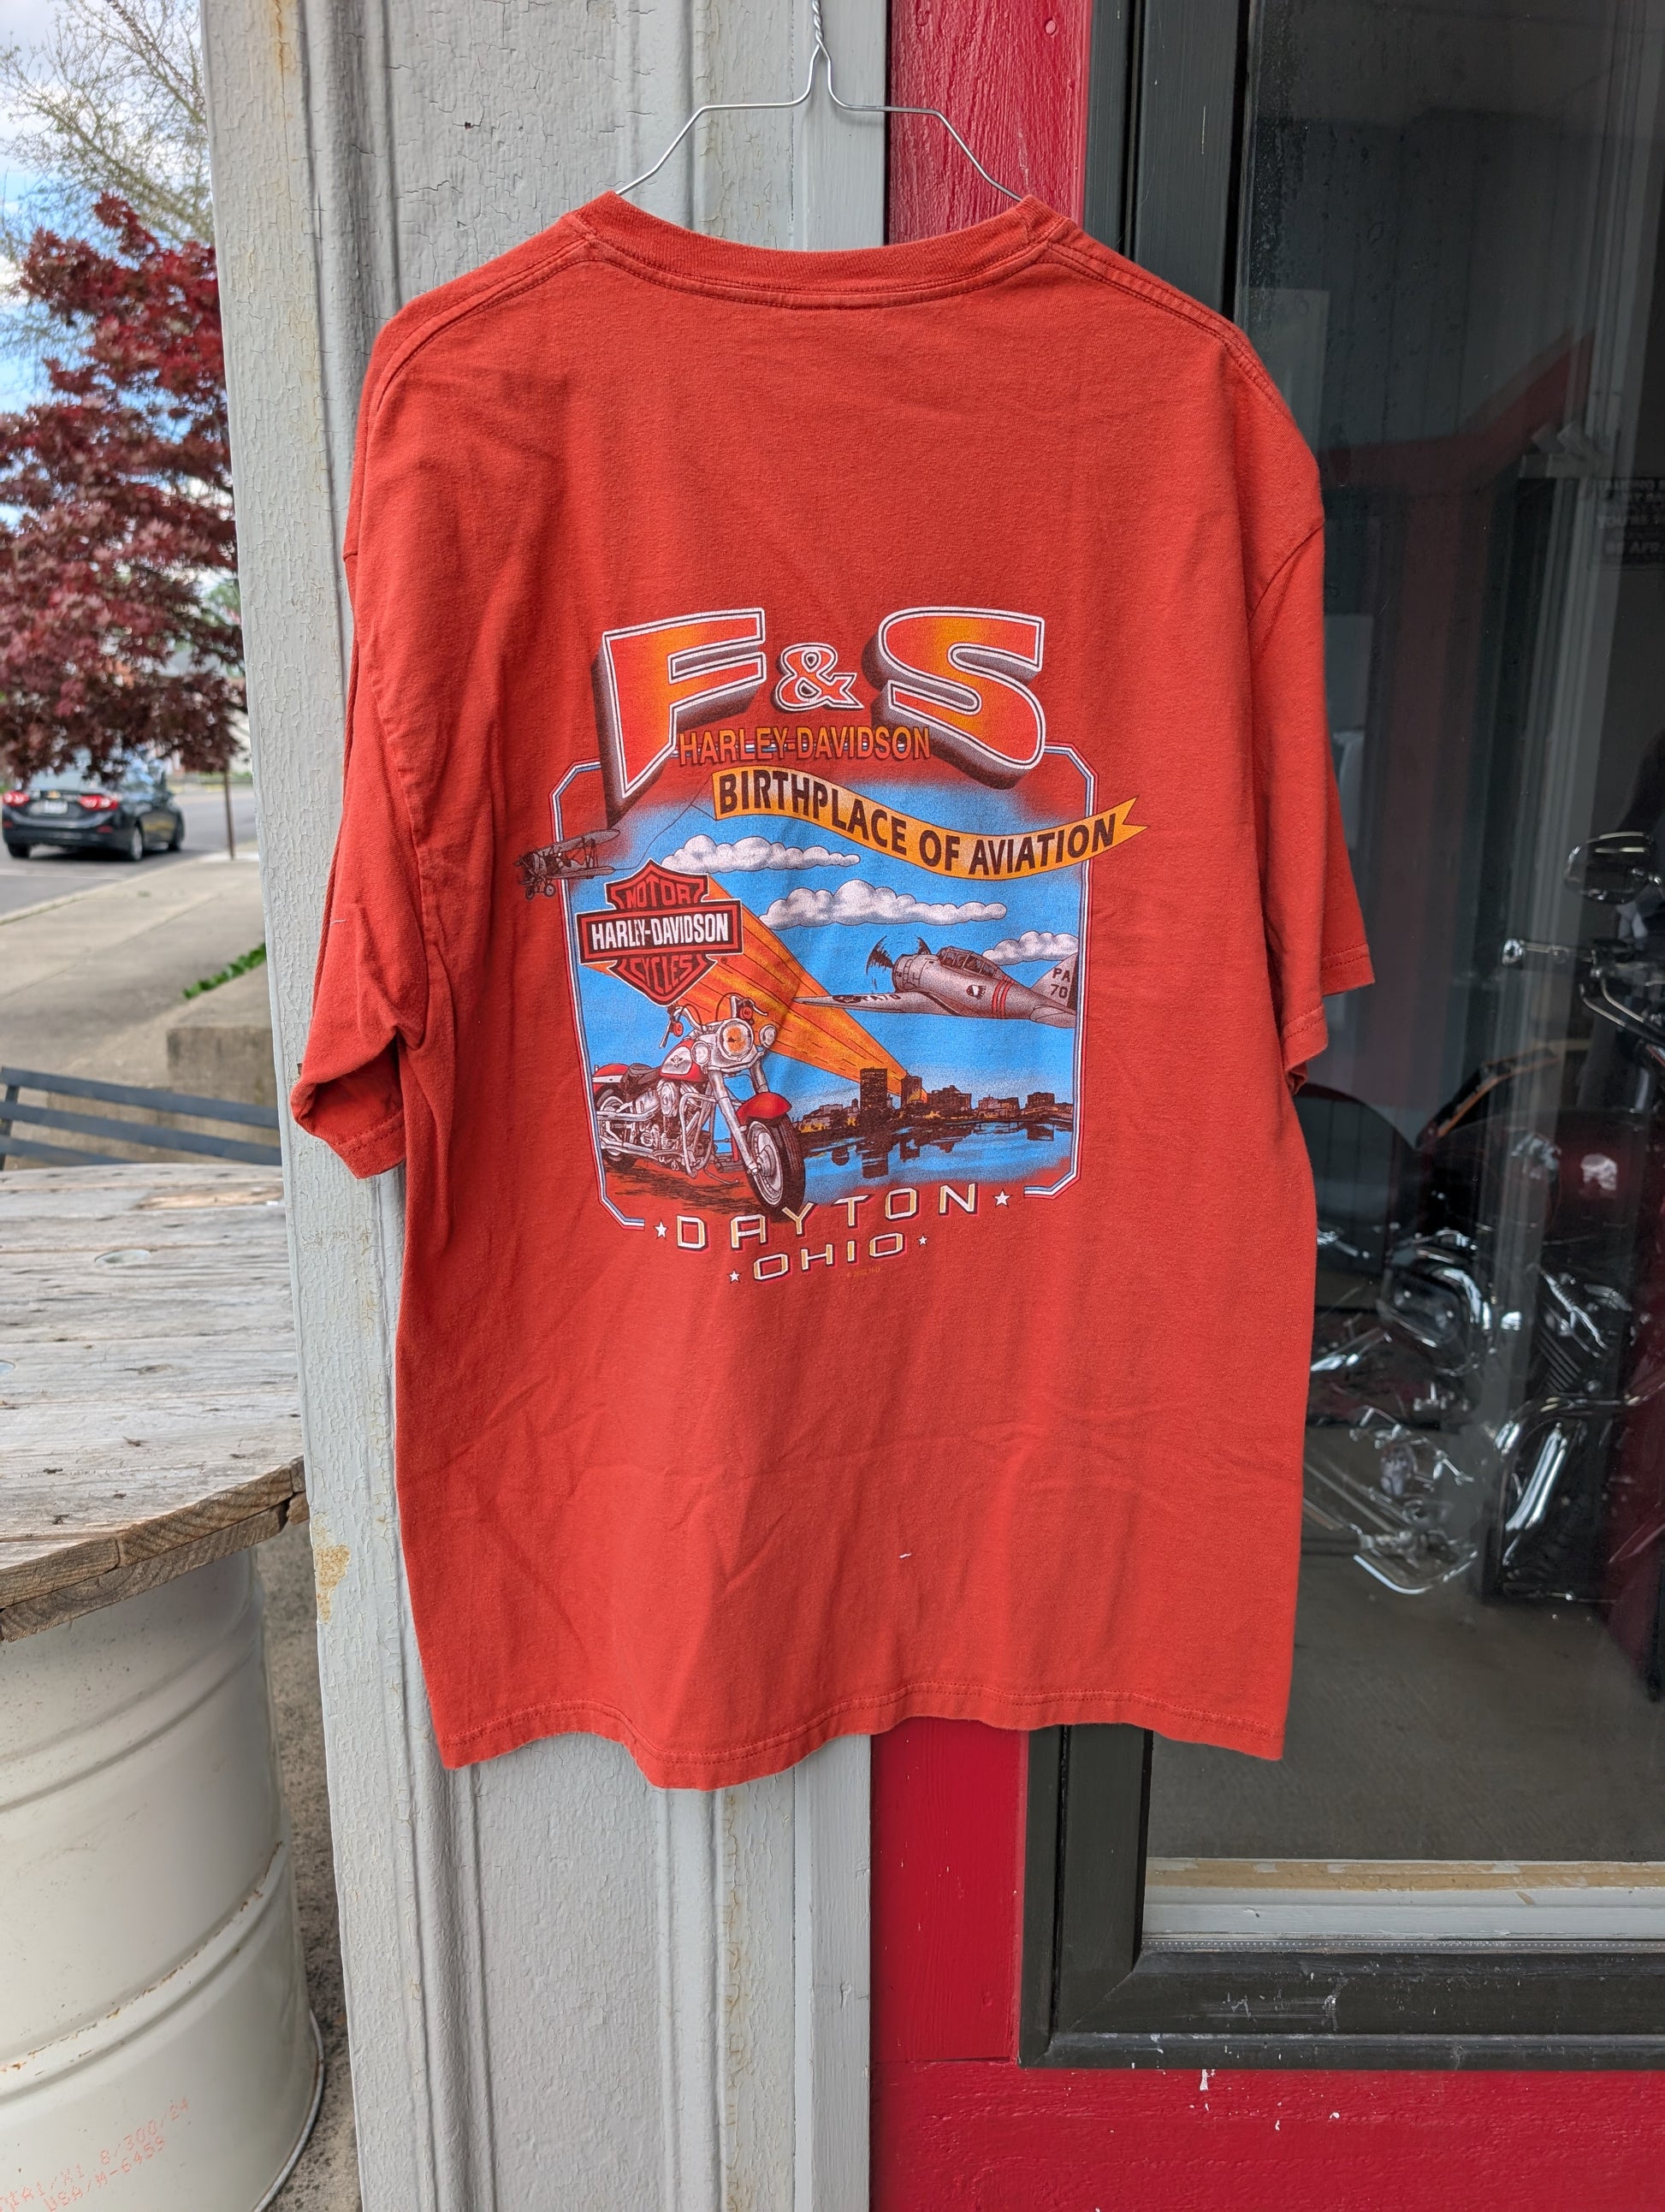 F & S
HARLEY-DAVIDSON
BIRTHPLACE OF AVIATION
MOTOR
HARLEY-DAVIDSON
CYCLES
PA
70
DAYTON
OHIO